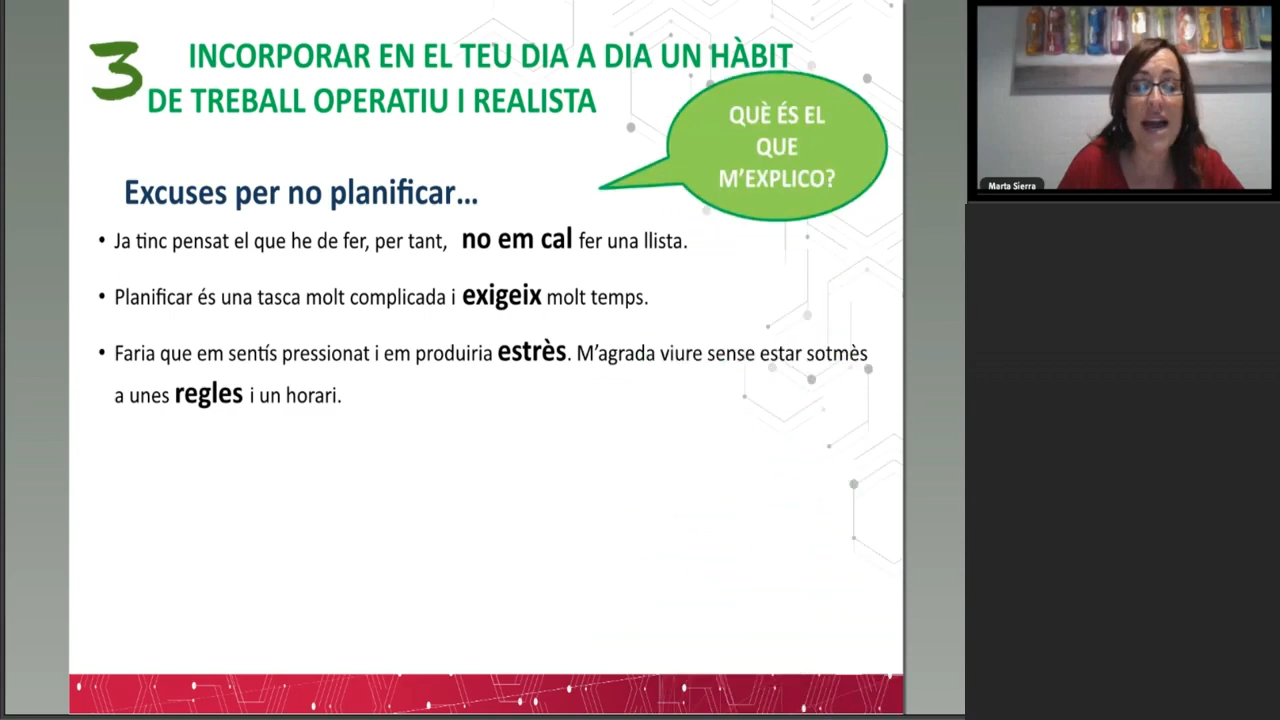 3 INCORPORAR EN EL TEU DIA A DIA UN HÀBIT
DE TREBALL OPERATIU I REALISTA
QUÈ ÉS EL
QUE
M'EXPLICO?
Excuses per no planificar...
• Ja tinc pensat el que he de fer, per tant, no em cal fer una llista.
• Planificar és una tasca molt complicada i exigeix molt temps.
• Faria que em sentís pressionat i em produiria estrès. M'agrada viure sense estar sotmès
a unes regles i un horari.
Marta Sierra